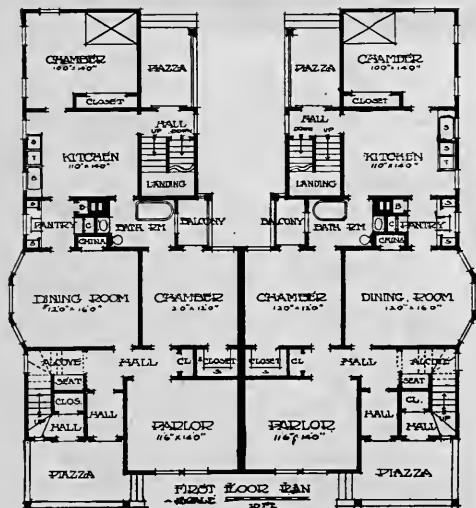 CHAMBER
10'0" x 14'0"
PIAZZA
CLOSET
HALL
UP DOWN
KITCHEN
11'0" x 14'0"
S
T
B
LANDING
PANTRY
C
CHINA
BATH RM
BALCONY
DINING ROOM
12'0" x 16'0"
CHAMBER
12'0"
ALCOVE
SEAT
CLOS.
HALL
UP
HALL
HALL
CL
CLOSET
PARLOR
11'6" x 14'0"
PIAZZA
PIAZZA
CHAMBER
10'0" x 14'0"
CLOSET
HALL
DOWN UP
KITCHEN
11'0" x 14'0"
S
T
B
LANDING
BALCONY
BATH RM
C
PANTRY
CHINA
CHAMBER
12'0" x 12'0"
DINING ROOM
12'0" x 16'0"
CLOSET
CL
HALL
ALCOVE
SEAT
CL.
HALL
HALL
UP
PARLOR
11'6" x 14'0"
PIAZZA
FIRST FLOOR PLAN
SCALE